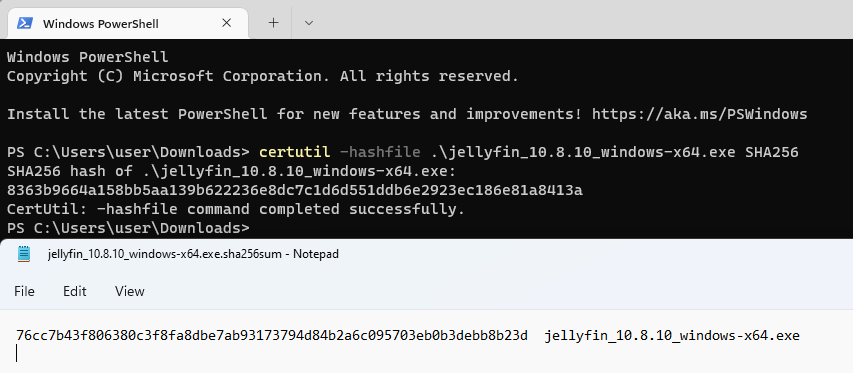 Windows PowerShell
Windows PowerShell
Copyright (C) Microsoft Corporation. All rights reserved.
Install the latest PowerShell for new features and improvements! https://aka.ms/PSWindows
PS C:\Users\user\Downloads> certutil -hashfile .\jellyfin_10.8.10_windows-x64.exe SHA256
SHA256 hash of .\jellyfin_10.8.10_windows-x64.exe:
8363b9664a158bb5aa139b622236e8dc7c1d6d551ddb6e2923ec186e81a8413a
CertUtil: -hashfile command completed successfully.
PS C:\Users\user\Downloads>
jellyfin_10.8.10_windows-x64.exe.sha256sum - Notepad
File Edit View
76cc7b43f806380c3f8fa8dbe7ab93173794d84b2a6c095703eb0b3debb8b23d  jellyfin_10.8.10_windows-x64.exe